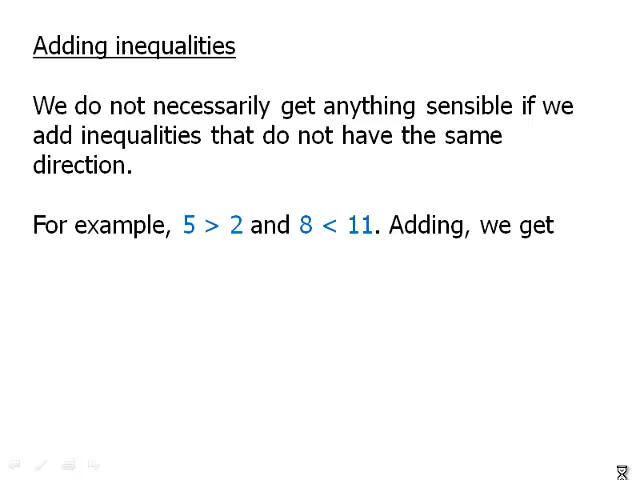 Adding inequalities
We do not necessarily get anything sensible if we
add inequalities that do not have the same
direction.
For example, 5 > 2 and 8 < 11. Adding, we get